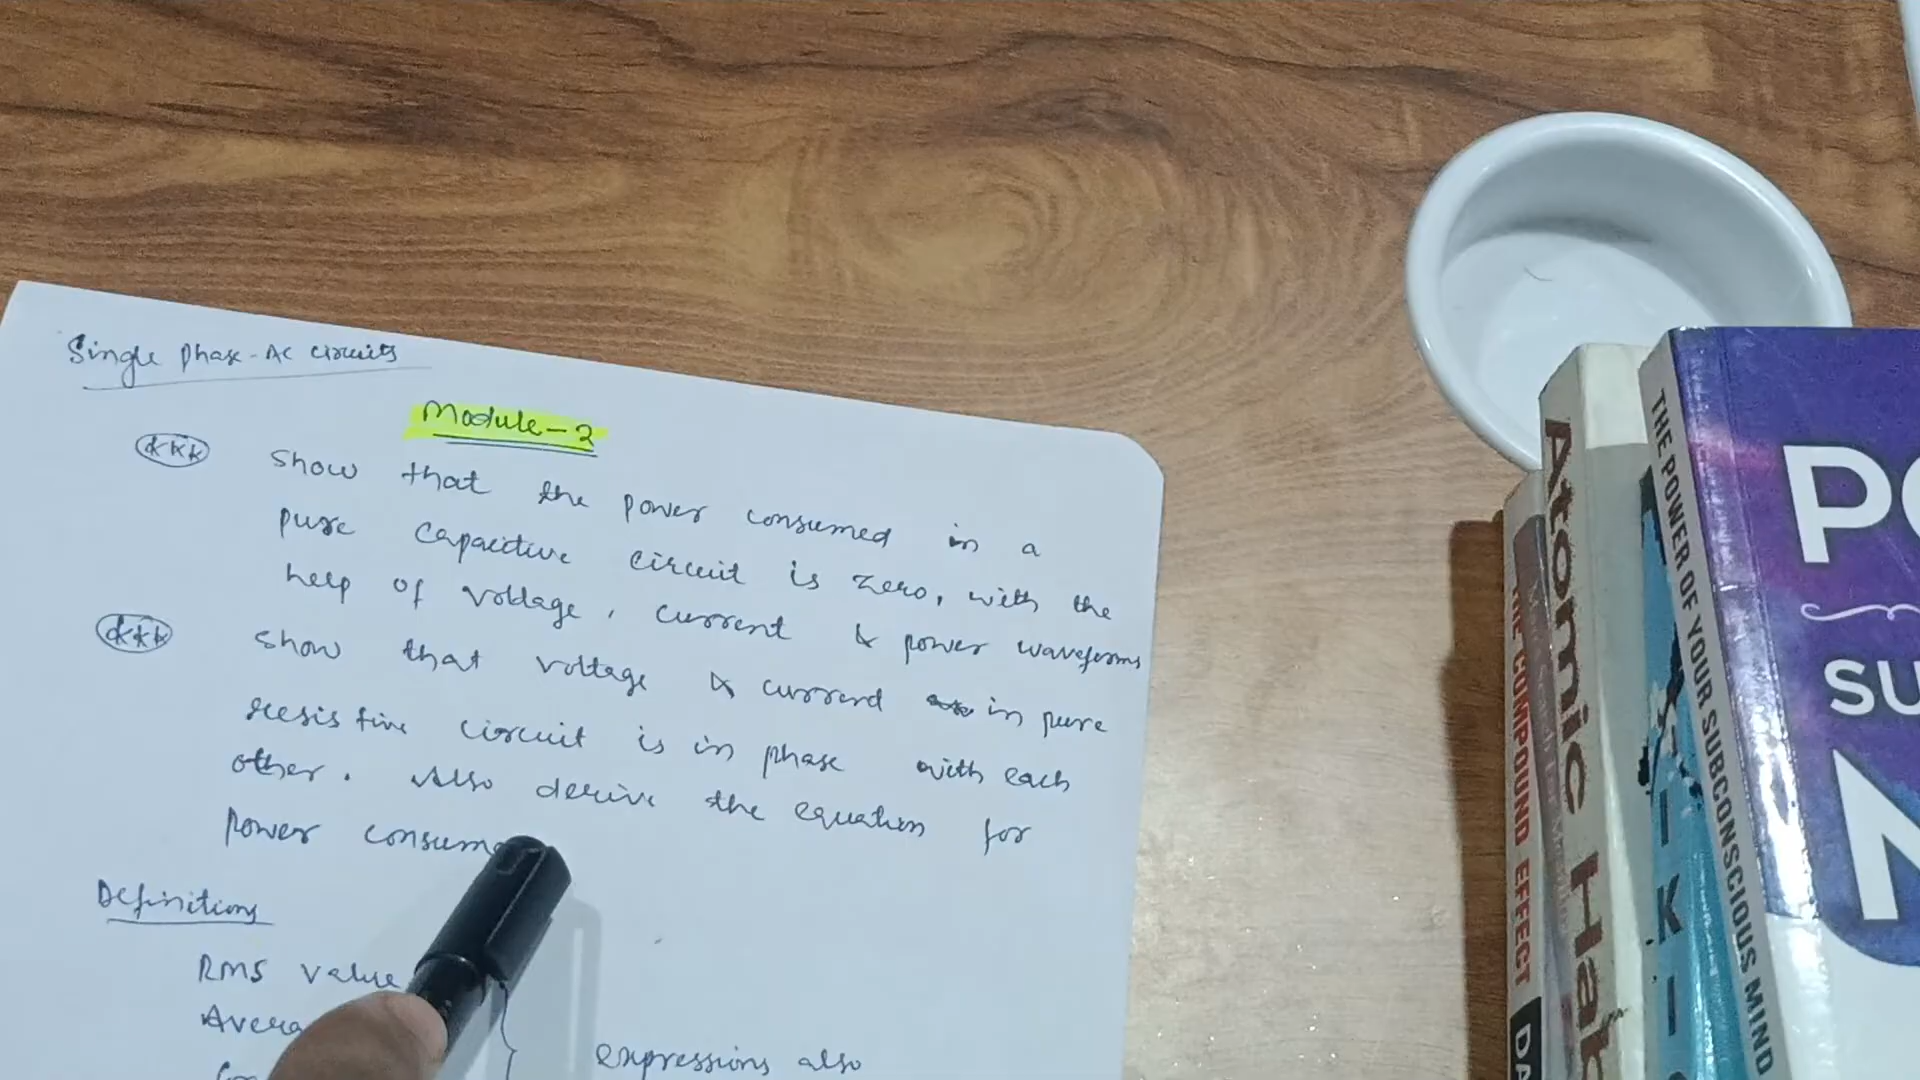 Single Phase-AC circuits
Module-2
*** Show that the power consumed in a
pure capacitive circuit is zero, with the
help of voltage, current & power waveforms
*** Show that voltage & current in pure
resistive circuit is in phase with each
other. Also derive the equation for
power
Definitions
RMS value
expressions also
THE COMPOUND EFFECT
Atomic
THE POWER OF YOUR SUBCONSCIOUS MIND